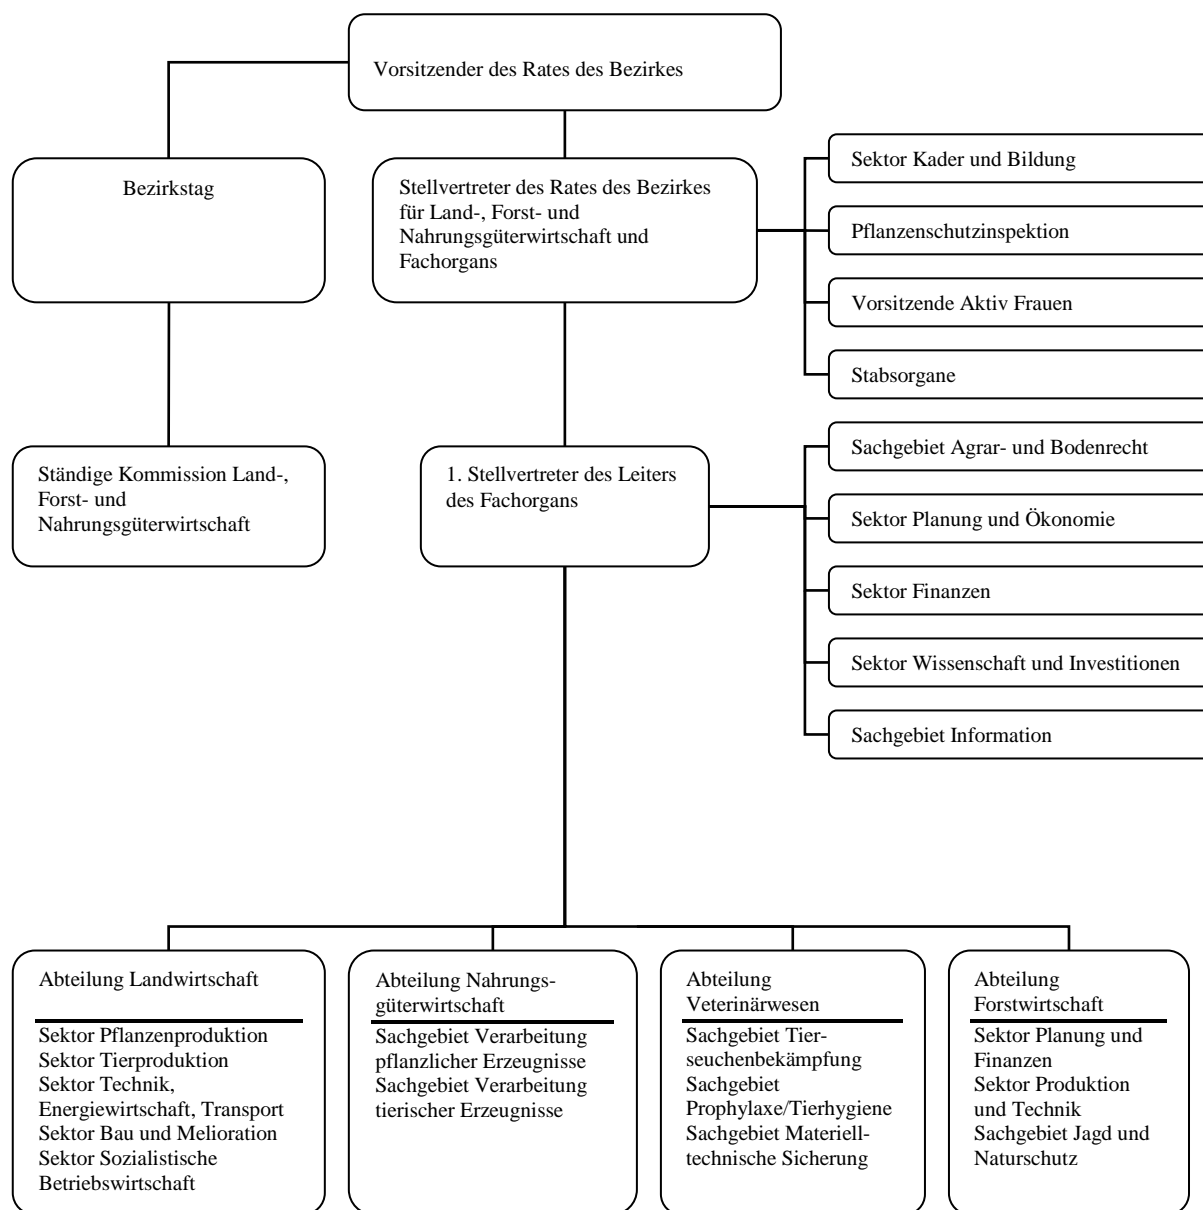 Vorsitzender des Rates des Bezirkes
Bezirkstag
Stellvertreter des Rates des Bezirkes
für Land-, Forst- und
Nahrungsgüterwirtschaft und
Fachorgans
Sektor Kader und Bildung
Pflanzenschutzinspektion
Vorsitzende Aktiv Frauen
Stabsorgane
Ständige Kommission Land-,
Forst- und
Nahrungsgüterwirtschaft
1. Stellvertreter des Leiters
des Fachorgans
Sachgebiet Agrar- und Bodenrecht
Sektor Planung und Ökonomie
Sektor Finanzen
Sektor Wissenschaft und Investitionen
Sachgebiet Information
Abteilung Landwirtschaft
Sektor Pflanzenproduktion
Sektor Tierproduktion
Sektor Technik,
Energiewirtschaft, Transport
Sektor Bau und Melioration
Sektor Sozialistische
Betriebswirtschaft
Abteilung Nahrungs-
güterwirtschaft
Sachgebiet Verarbeitung
pflanzlicher Erzeugnisse
Sachgebiet Verarbeitung
tierischer Erzeugnisse
Abteilung
Veterinärwesen
Sachgebiet Tier-
seuchenbekämpfung
Sachgebiet
Prophylaxe/Tierhygiene
Sachgebiet Materiell-
technische Sicherung
Abteilung
Forstwirtschaft
Sektor Planung und
Finanzen
Sektor Produktion
und Technik
Sachgebiet Jagd und
Naturschutz